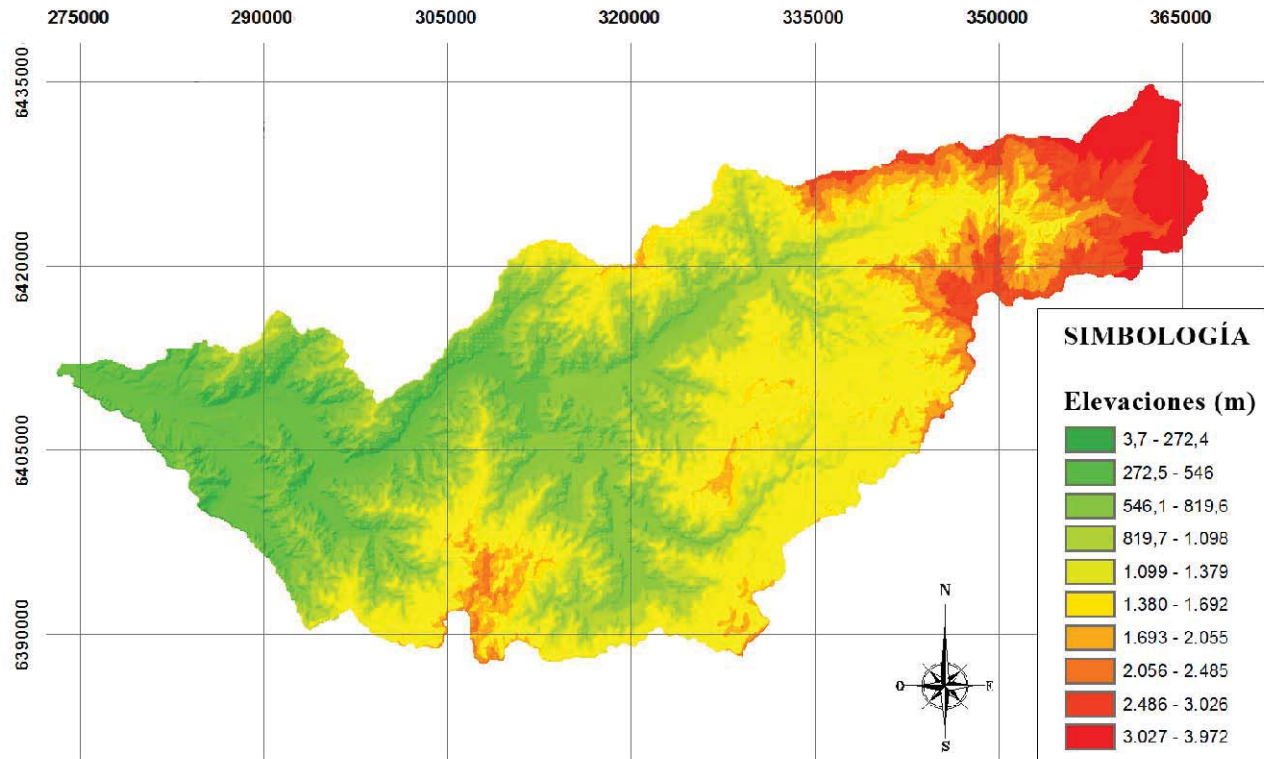 275000 290000 305000 320000 335000 350000 365000
6435000
6420000
6405000
6390000
SIMBOLOGÍA
Elevaciones (m)
3,7 - 272,4
272,5 - 546
546,1 - 819,6
819,7 - 1.098
1.099 - 1.379
1.380 - 1.692
1.693 - 2.055
2.056 - 2.485
2.486 - 3.026
3.027 - 3.972
N
O E
S